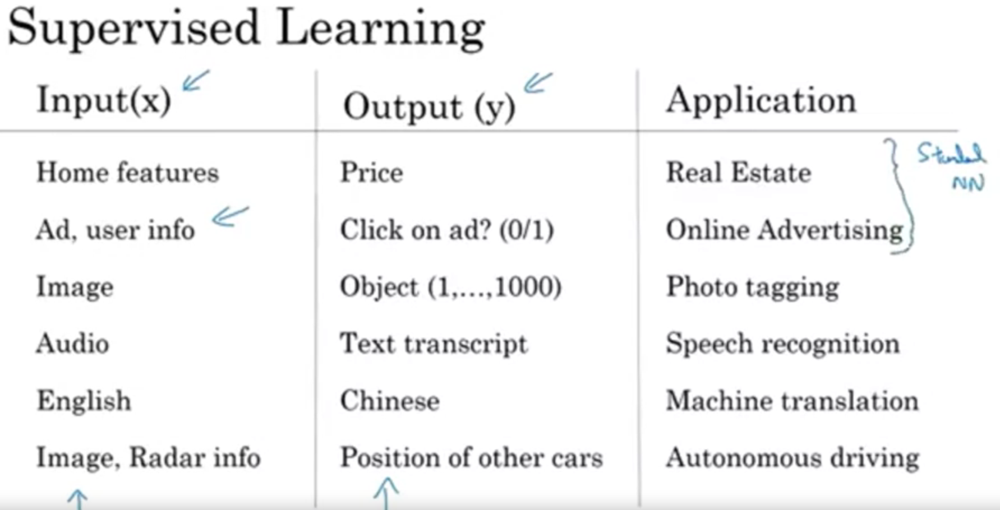 Supervised Learning
Input(x) Output (y) Application
Home features Price Real Estate
Standard
NN
Ad, user info Click on ad? (0/1) Online Advertising
Image Object (1,...,1000) Photo tagging
Audio Text transcript Speech recognition
English Chinese Machine translation
Image, Radar info Position of other cars Autonomous driving